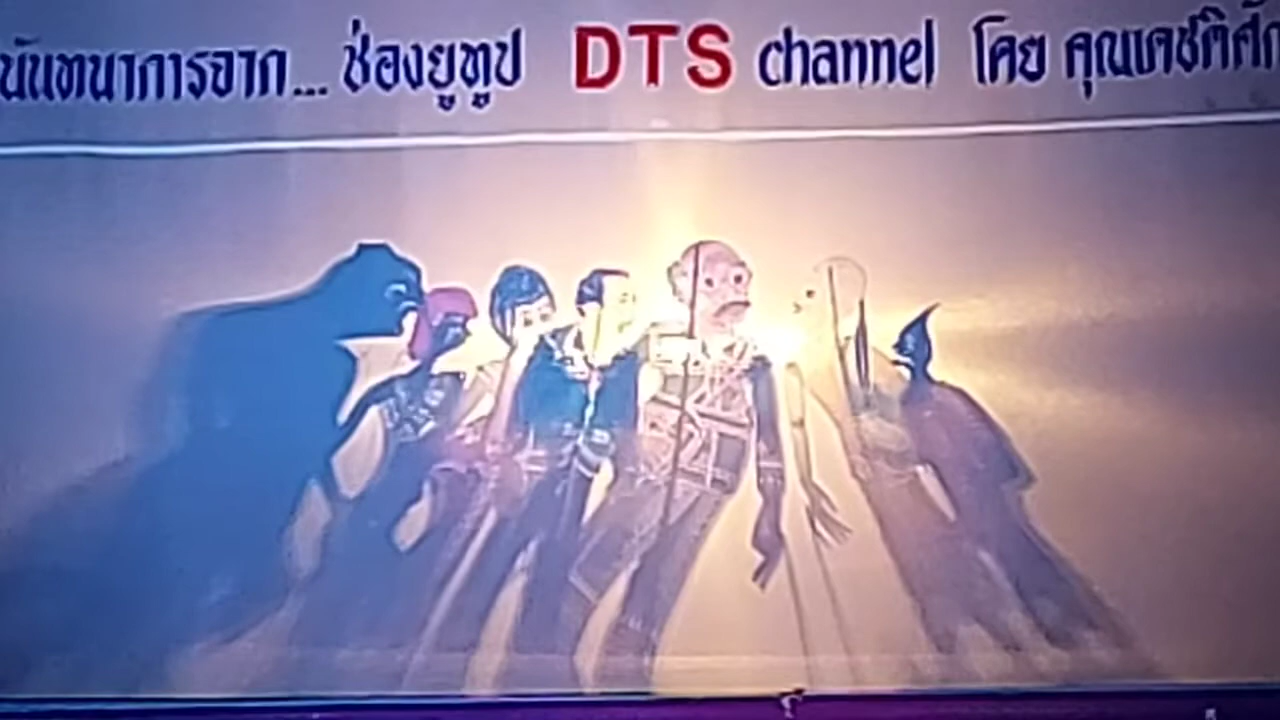 นันทนาการจาก... ช่องยูทูป DTS channel โดย คุณเดชติศัก